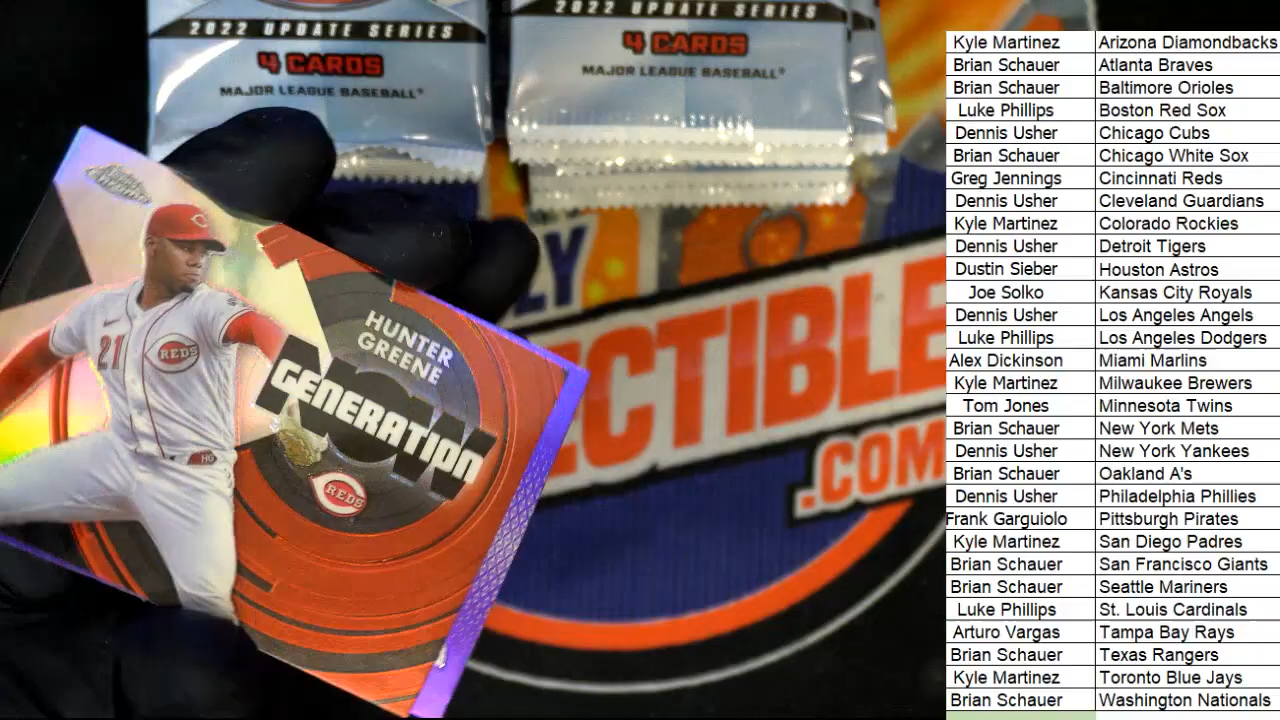 2022 UPDATE SERIES
4 CARDS
MAJOR LEAGUE BASEBALL®
2022 UPDATE SERIES
4 CARDS
MAJOR LEAGUE BASEBALL®
LY
ECTIBLE
.COM
HUNTER
GREENE
GENERATION
NOW
REDS
21
REDS
HG
Kyle Martinez Arizona Diamondbacks
Brian Schauer Atlanta Braves
Brian Schauer Baltimore Orioles
Luke Phillips Boston Red Sox
Dennis Usher Chicago Cubs
Brian Schauer Chicago White Sox
Greg Jennings Cincinnati Reds
Dennis Usher Cleveland Guardians
Kyle Martinez Colorado Rockies
Dennis Usher Detroit Tigers
Dustin Sieber Houston Astros
Joe Solko Kansas City Royals
Dennis Usher Los Angeles Angels
Luke Phillips Los Angeles Dodgers
Alex Dickinson Miami Marlins
Kyle Martinez Milwaukee Brewers
Tom Jones Minnesota Twins
Brian Schauer New York Mets
Dennis Usher New York Yankees
Brian Schauer Oakland A's
Dennis Usher Philadelphia Phillies
Frank Garguiolo Pittsburgh Pirates
Kyle Martinez San Diego Padres
Brian Schauer San Francisco Giants
Brian Schauer Seattle Mariners
Luke Phillips St. Louis Cardinals
Arturo Vargas Tampa Bay Rays
Brian Schauer Texas Rangers
Kyle Martinez Toronto Blue Jays
Brian Schauer Washington Nationals